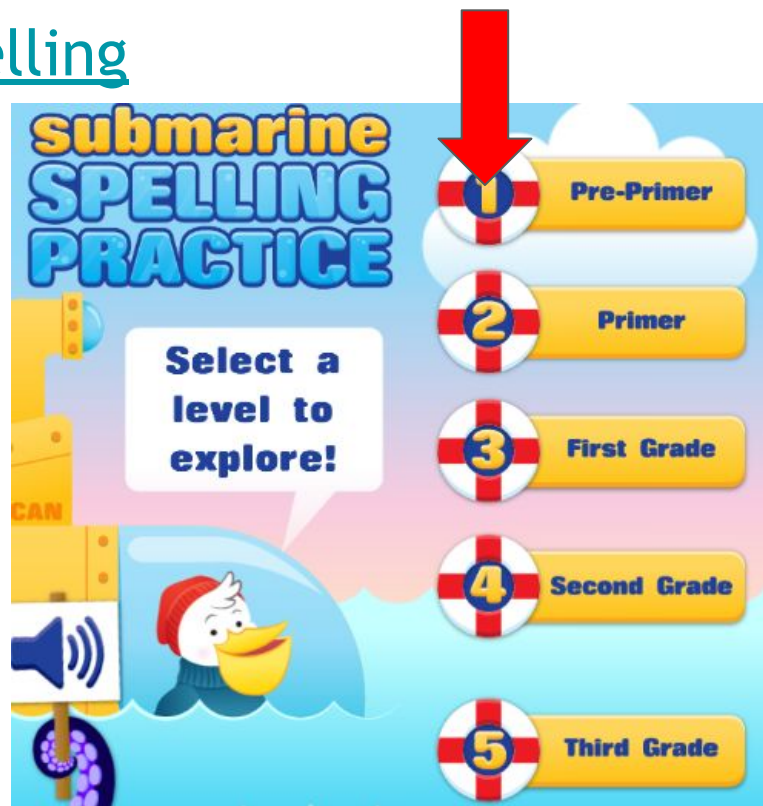 elling
submarine
SPELLING
PRACTICE
Select a
level to
explore!
CAN
1 Pre-Primer
2 Primer
3 First Grade
4 Second Grade
5 Third Grade